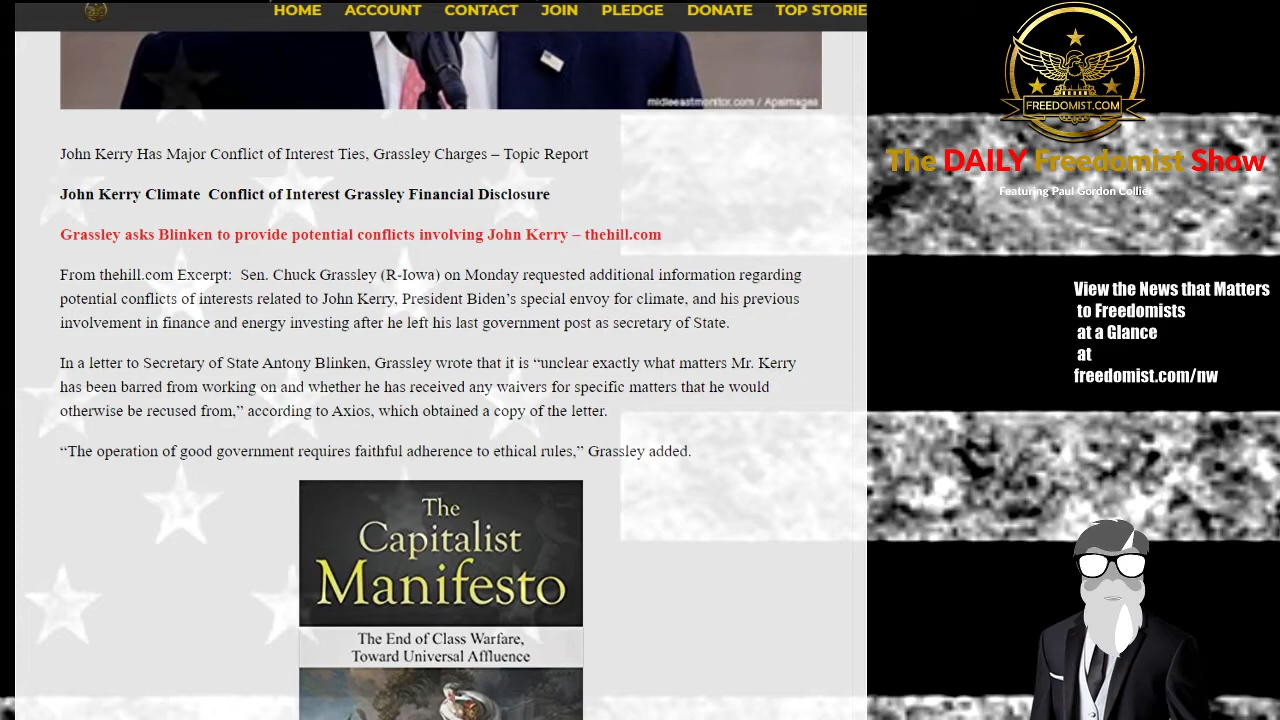 HOME ACCOUNT CONTACT JOIN PLEDGE DONATE TOP STORIE
middleeastmonitor.com / Apaimages
John Kerry Has Major Conflict of Interest Ties, Grassley Charges – Topic Report
John Kerry Climate Conflict of Interest Grassley Financial Disclosure
Grassley asks Blinken to provide potential conflicts involving John Kerry – thehill.com
From thehill.com Excerpt: Sen. Chuck Grassley (R-Iowa) on Monday requested additional information regarding
potential conflicts of interests related to John Kerry, President Biden’s special envoy for climate, and his previous
involvement in finance and energy investing after he left his last government post as secretary of State.
In a letter to Secretary of State Antony Blinken, Grassley wrote that it is “unclear exactly what matters Mr. Kerry
has been barred from working on and whether he has received any waivers for specific matters that he would
otherwise be recused from,” according to Axios, which obtained a copy of the letter.
“The operation of good government requires faithful adherence to ethical rules,” Grassley added.
The
Capitalist
Manifesto
The End of Class Warfare,
Toward Universal Affluence
FREEDOMIST.COM
The DAILY Freedomist Show
Featuring Paul Gordon Collier
View the News that Matters
to Freedomists
at a Glance
at
freedomist.com/nw